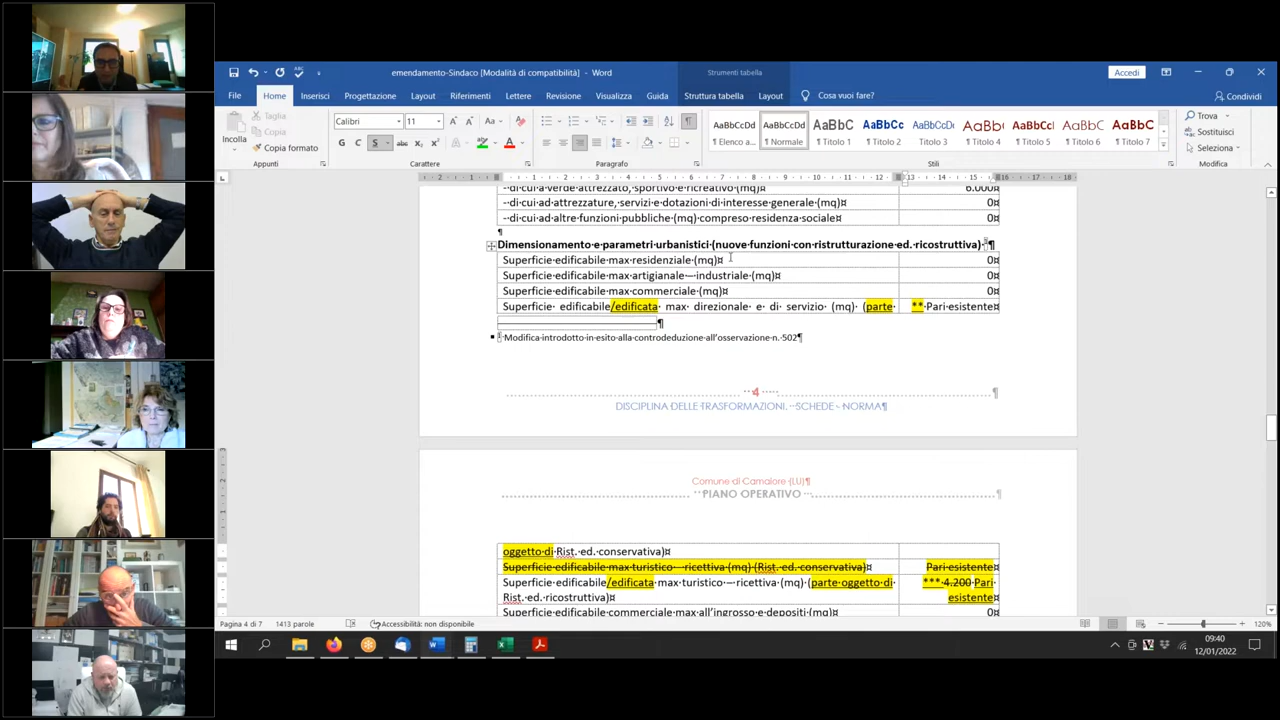 emendamento-Sindaco [Modalità di compatibilità] - Word
Strumenti tabella
Accedi
File Home Inserisci Progettazione Layout Riferimenti Lettere Revisione Visualizza Guida Struttura tabella Layout Cosa vuoi fare? Condividi
Incolla
Taglia
Copia
Copia formato
Calibri 11
G C S abc x₂ x²
AaBbCcDd AaBbCcDd AaBbC AaBbCc AaBbCcD AaBbC AaBbCc AaBbC AaBbC
¶ Elenco a... ¶ Normale ¶ Titolo 1 ¶ Titolo 2 ¶ Titolo 3 ¶ Titolo 4 ¶ Titolo 5 ¶ Titolo 6 ¶ Titolo 7
Trova
Sostituisci
Seleziona
Appunti Carattere Paragrafo Stili Modifica
- di cui a verde attrezzato, sportivo e ricreativo (mq) 6.000
- di cui ad attrezzature, servizi e dotazioni di interesse generale (mq) 0
- di cui ad altre funzioni pubbliche (mq) compreso residenza sociale 0
Dimensionamento e parametri urbanistici (nuove funzioni con ristrutturazione ed. ricostruttiva)
Superficie edificabile max residenziale (mq) 0
Superficie edificabile max artigianale – industriale (mq) 0
Superficie edificabile max commerciale (mq) 0
Superficie edificabile/edificata max direzionale e di servizio (mq) (parte ** Pari esistente
Modifica introdotto in esito alla controdeduzione all'osservazione n. 502
4
DISCIPLINA DELLE TRASFORMAZIONI. – SCHEDE - NORMA
Comune di Camaiore (LU)
PIANO OPERATIVO
oggetto di Rist. ed. conservativa)
Superficie edificabile max turistico – ricettiva (mq) (Rist. ed. conservativa) Pari esistente
Superficie edificabile/edificata max turistico – ricettiva (mq) (parte oggetto di *** 4.200 Pari
Rist. ed. ricostruttiva) esistente
Superficie edificabile commerciale max all'ingrosso e depositi (mq) 0
Pagina 4 di 7 1413 parole Accessibilità: non disponibile 120%
09:40
12/01/2022